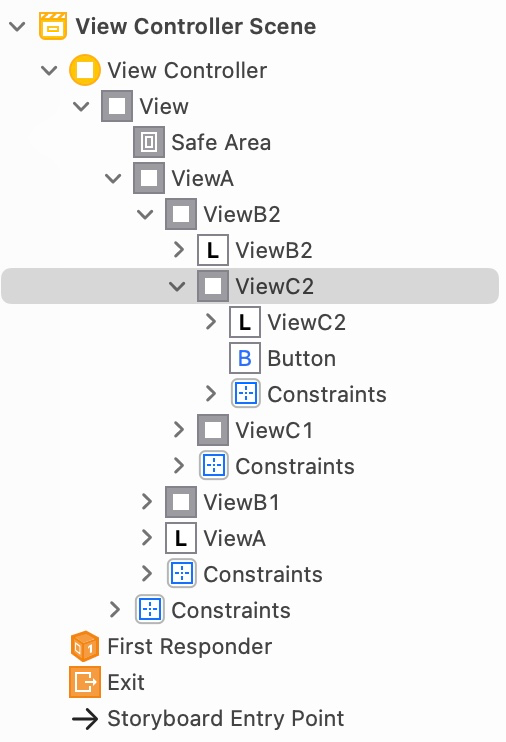 View Controller Scene
View Controller
View
Safe Area
ViewA
ViewB2
L ViewB2
ViewC2
L ViewC2
B Button
Constraints
ViewC1
Constraints
ViewB1
L ViewA
Constraints
Constraints
1 First Responder
Exit
Storyboard Entry Point